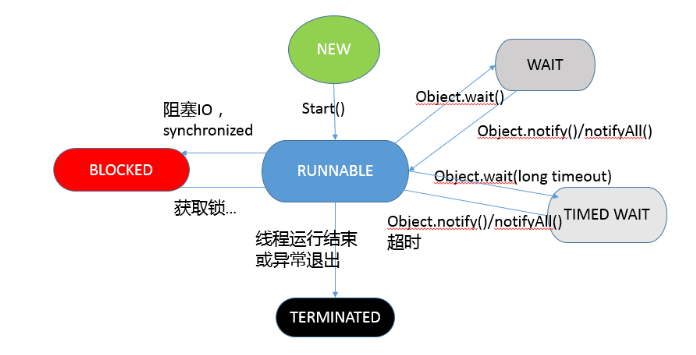 NEW
WAIT
阻塞IO，
synchronized
Start()
Object.wait()
Object.notify()/notifyAll()
BLOCKED
RUNNABLE
Object.wait(long timeout)
获取锁...
TIMED WAIT
Object.notify()/notifyAll()
超时
线程运行结束
或异常退出
TERMINATED